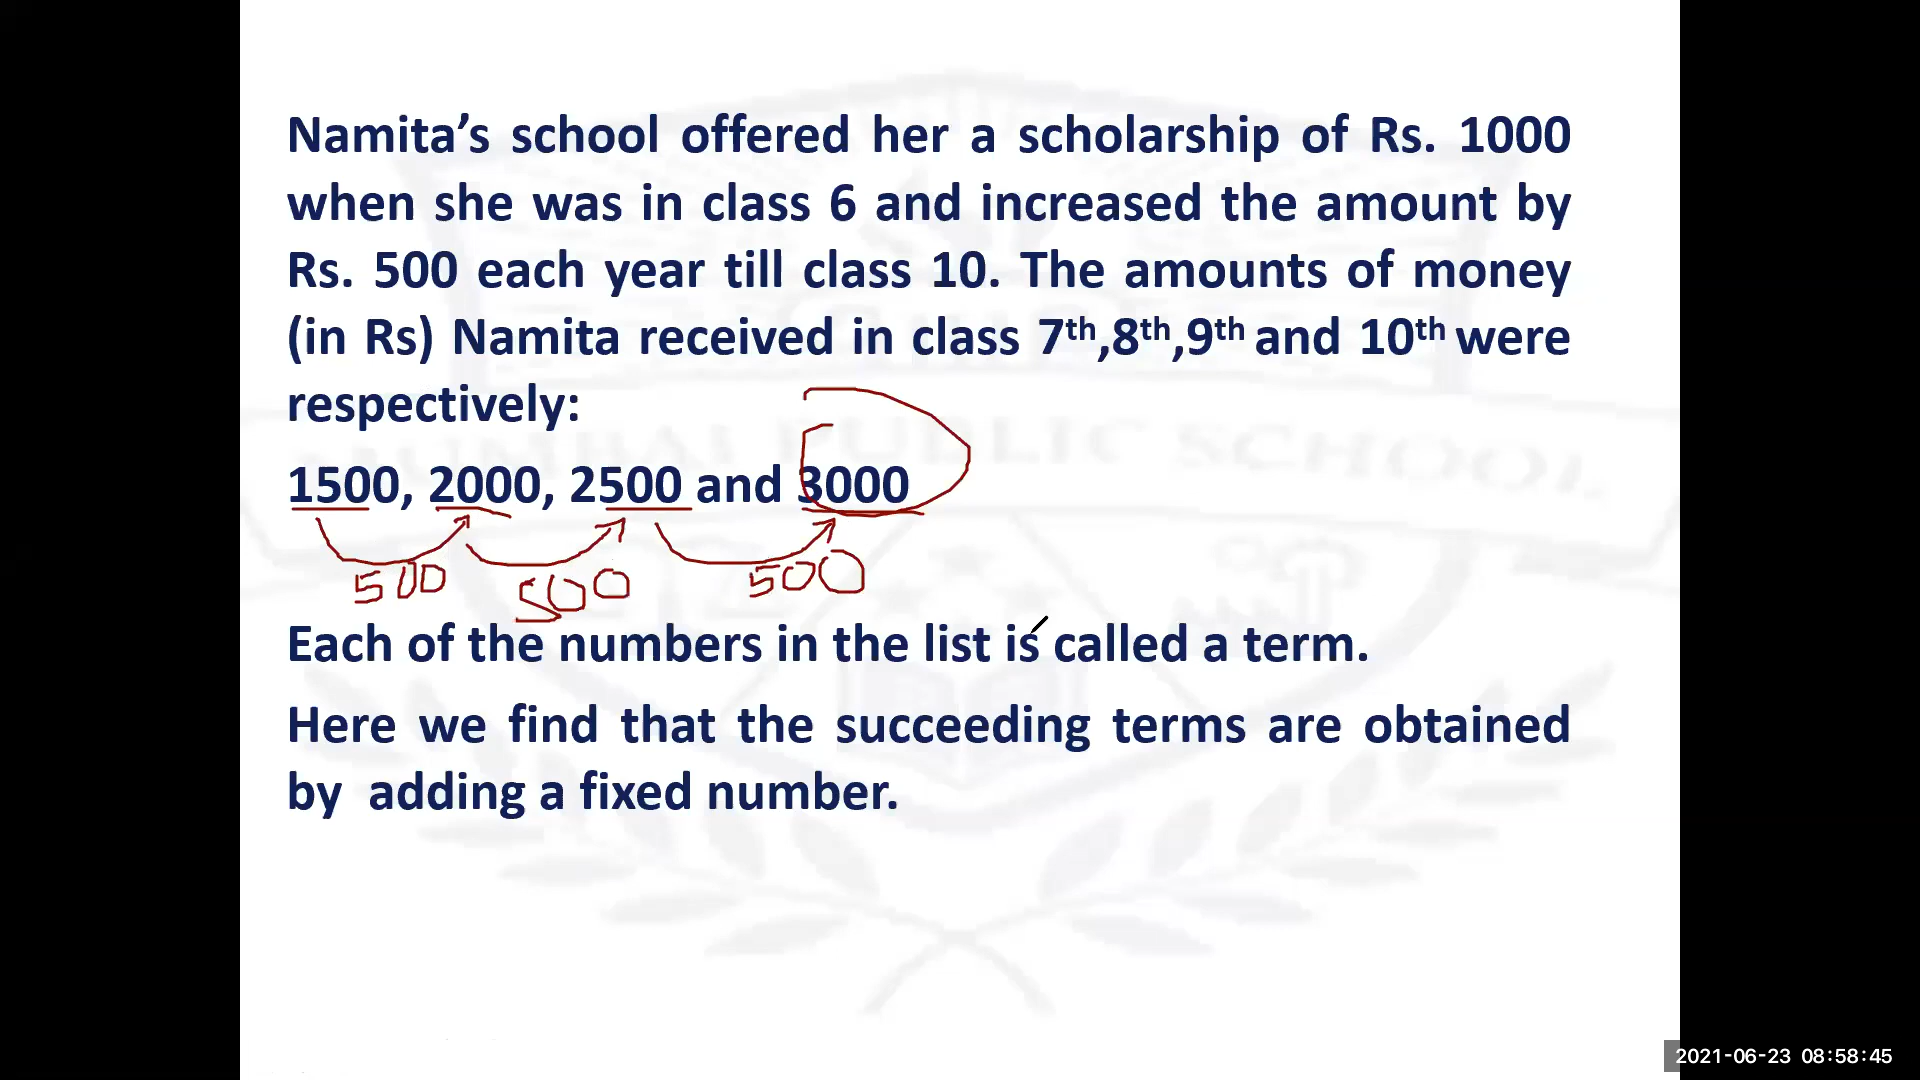 Namita’s school offered her a scholarship of Rs. 1000
when she was in class 6 and increased the amount by
Rs. 500 each year till class 10. The amounts of money
(in Rs) Namita received in class 7th,8th,9th and 10th were
respectively:
1500, 2000, 2500 and 3000
500 500 500
Each of the numbers in the list is called a term.
Here we find that the succeeding terms are obtained
by adding a fixed number.
MUMBAI PUBLIC SCHOOL
2021-06-23 08:58:45